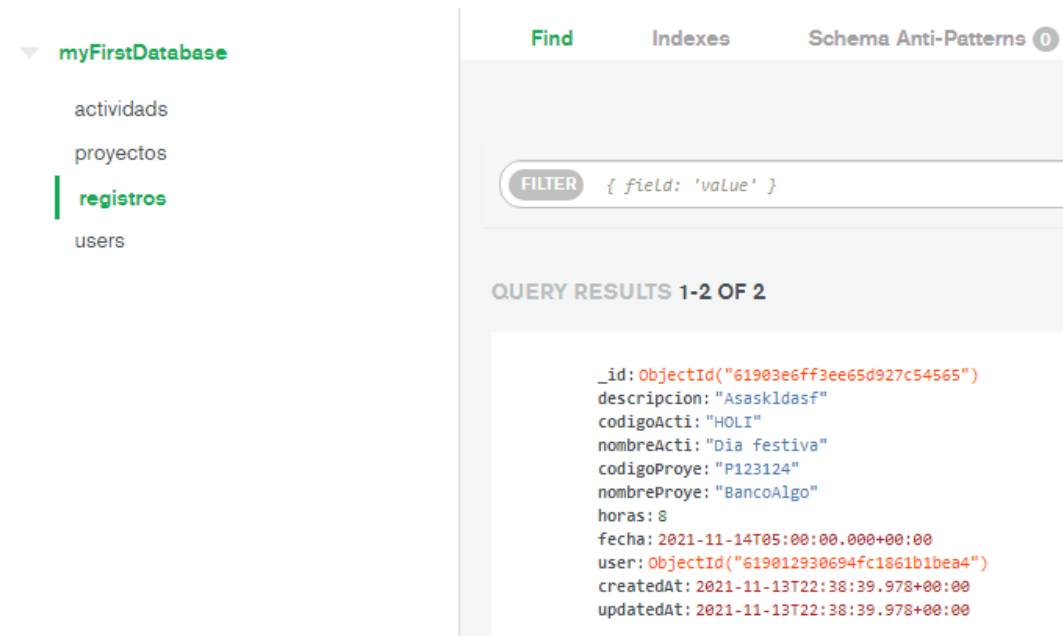 myFirstDatabase
actividads
proyectos
registros
users
Find Indexes Schema Anti-Patterns 0
FILTER { field: 'value' }
QUERY RESULTS 1-2 OF 2
_id: ObjectId("61903e6ff3ee65d927c54565")
descripcion: "Asaskldasf"
codigoActi: "HOLI"
nombreActi: "Dia festiva"
codigoProye: "P123124"
nombreProye: "BancoAlgo"
horas: 8
fecha: 2021-11-14T05:00:00.000+00:00
user: ObjectId("619012930694fc1861b1bea4")
createdAt: 2021-11-13T22:38:39.978+00:00
updatedAt: 2021-11-13T22:38:39.978+00:00